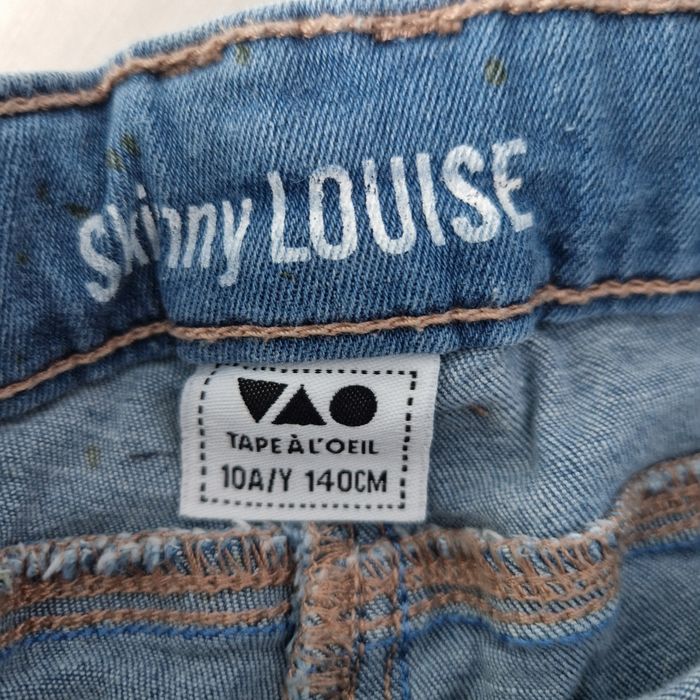 Skinny LOUISE
TAPE À L'OEIL
10A/Y 140CM